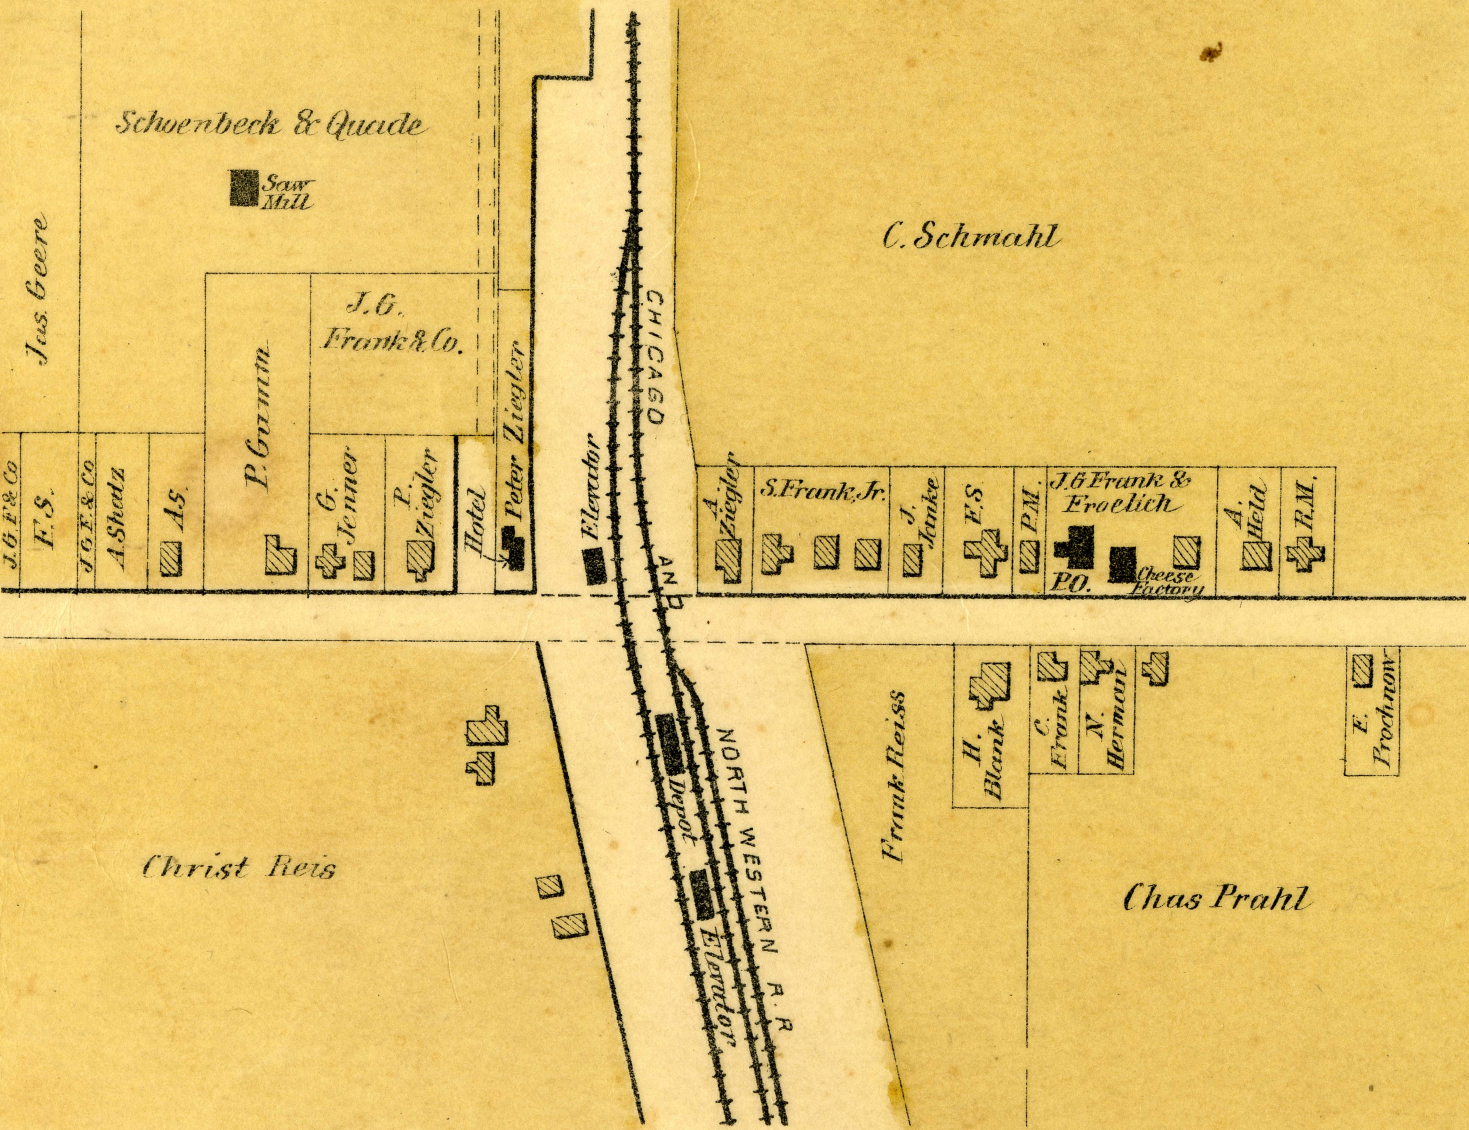 Schoenbeck & Quade
Saw
Mill
Jas. Geere
J.G.
Frank & Co.
P. Gumm
Peter Ziegler
C. Schmahl
CHICAGO
AND
NORTH WESTERN R.R
J.G.F. & Co
F.S.
J.G.F. & Co
A Shatz
A.S.
G.
Jenner
P.
Ziegler
Hotel
Elevator
A.
Ziegler
S. Frank, Jr.
J.
Janke
E.S.
P.M.
J.G. Frank &
Froelich
PO.
Cheese
Factory
A.
Held
R.M.
Christ Reis
Depot
Elevator
Frank Reiss
H.
Blank
C.
Frank
N.
Herman
E.
Prochnow
Chas Prahl